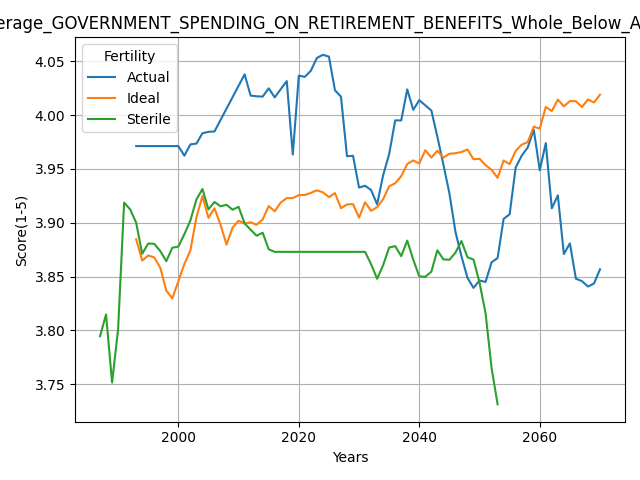 erage_GOVERNMENT_SPENDING_ON_RETIREMENT_BENEFITS_Whole_Below_A
Fertility
Actual
Ideal
Sterile
4.05
4.00
3.95
3.90
3.85
3.80
3.75
Score(1-5)
2000 2020 2040 2060
Years